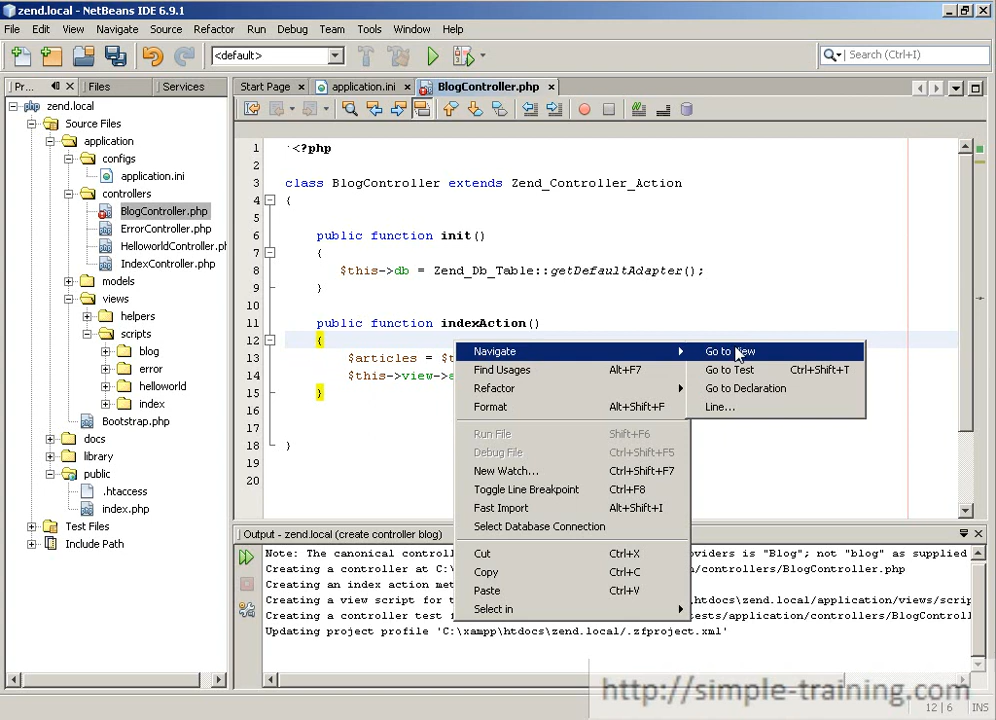 zend.local - NetBeans IDE 6.9.1
File Edit View Navigate Source Refactor Run Debug Team Tools Window Help
<default>
Search (Ctrl+I)
Pr... Files Services
Start Page application.ini BlogController.php
zend.local
Source Files
application
configs
application.ini
controllers
BlogController.php
ErrorController.php
HelloworldController.ph
IndexController.php
models
views
helpers
scripts
blog
error
helloworld
index
Bootstrap.php
docs
library
public
.htaccess
index.php
Test Files
Include Path
1 <?php
2
3 class BlogController extends Zend_Controller_Action
4 {
5
6 public function init()
7 {
8 $this->db = Zend_Db_Table::getDefaultAdapter();
9 }
10
11 public function indexAction()
12 {
13 $articles = $t
14 $this->view->a
15 }
17
18 }
19
20
Navigate
Find Usages Alt+F7
Refactor
Format Alt+Shift+F
Run File Shift+F6
Debug File Ctrl+Shift+F5
New Watch... Ctrl+Shift+F7
Toggle Line Breakpoint Ctrl+F8
Fast Import Alt+Shift+I
Select Database Connection
Cut Ctrl+X
Copy Ctrl+C
Paste Ctrl+V
Select in
Go to View
Go to Test Ctrl+Shift+T
Go to Declaration
Line...
Output - zend.local (create controller blog)
Note: The canonical control oviders is "Blog"; not "blog" as supplied
Creating a controller at C: n/controllers/BlogController.php
Creating an index action met
Creating a view script for t htdocs\zend.local/application/views/scrip
Creating a controller test f tests/application/controllers/BlogControl
Updating project profile 'C:\xampp\htdocs\zend.local/.zfproject.xml'
http://simple-training.com
12 | 6 INS